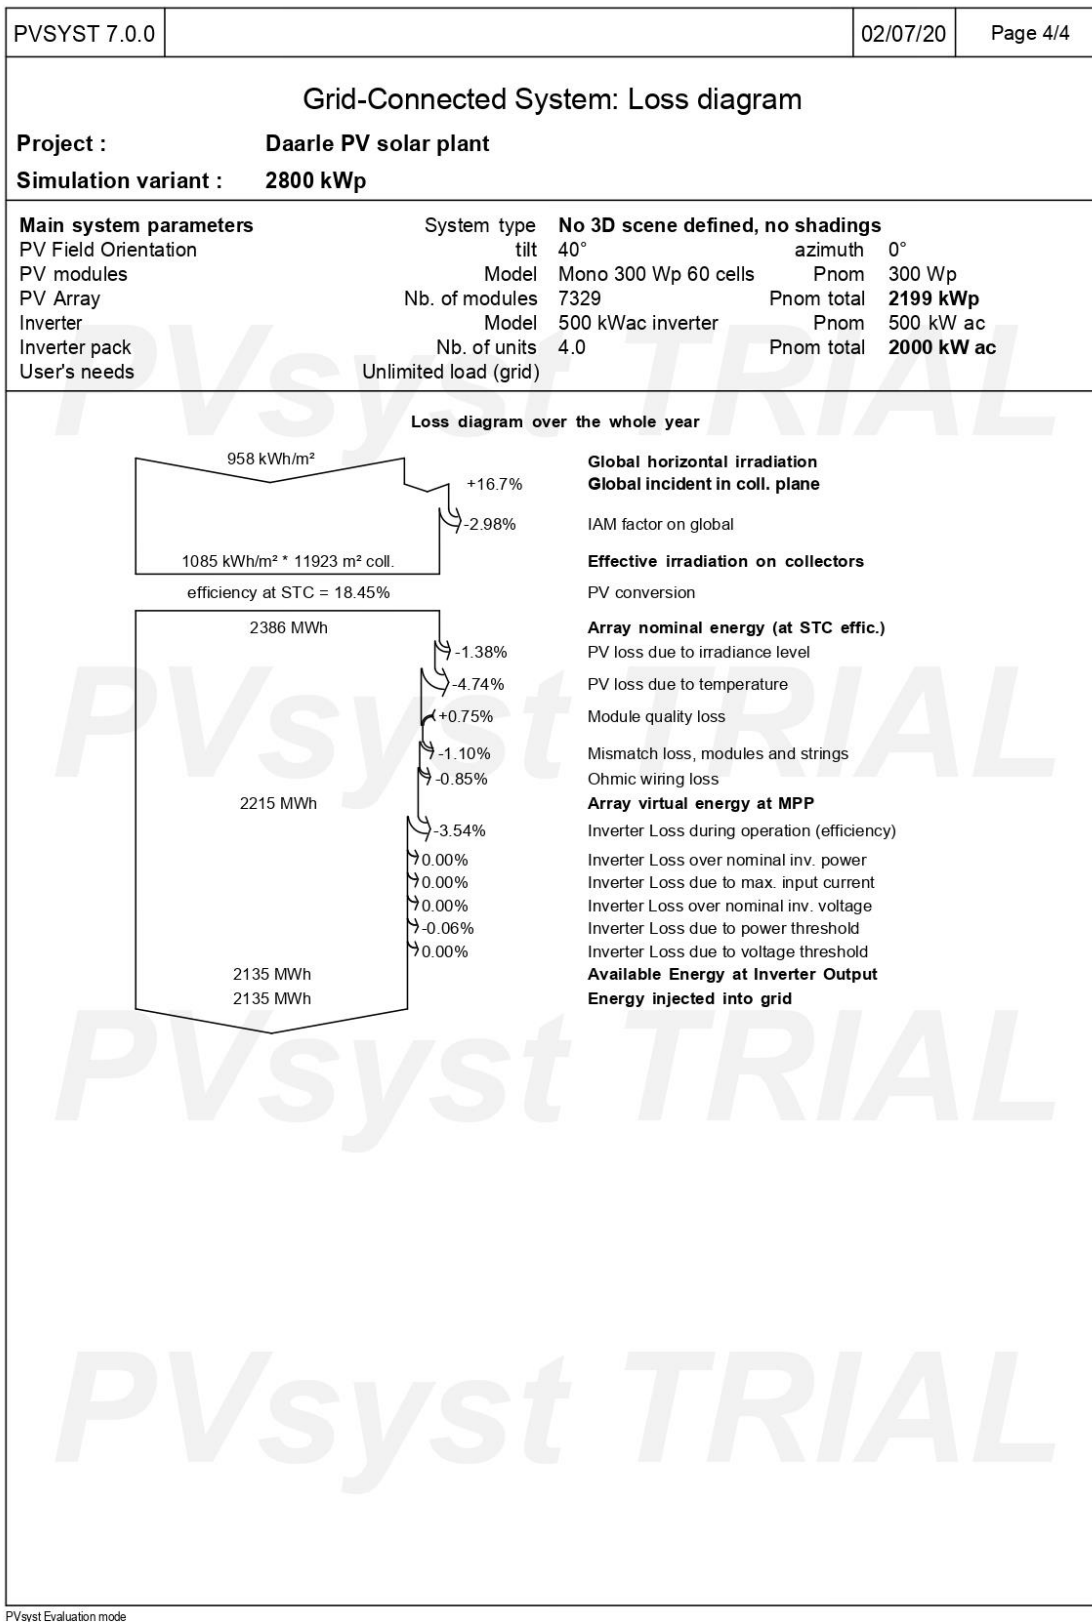 PVSYST 7.0.0 02/07/20 Page 4/4
Grid-Connected System: Loss diagram
Project : Daarle PV solar plant
Simulation variant : 2800 kWp
Main system parameters System type No 3D scene defined, no shadings
PV Field Orientation tilt 40° azimuth 0°
PV modules Model Mono 300 Wp 60 cells Pnom 300 Wp
PV Array Nb. of modules 7329 Pnom total 2199 kWp
Inverter Model 500 kWac inverter Pnom 500 kW ac
Inverter pack Nb. of units 4.0 Pnom total 2000 kW ac
User's needs Unlimited load (grid)
Loss diagram over the whole year
958 kWh/m² Global horizontal irradiation
+16.7% Global incident in coll. plane
-2.98% IAM factor on global
1085 kWh/m² * 11923 m² coll. Effective irradiation on collectors
efficiency at STC = 18.45% PV conversion
2386 MWh Array nominal energy (at STC effic.)
-1.38% PV loss due to irradiance level
-4.74% PV loss due to temperature
+0.75% Module quality loss
-1.10% Mismatch loss, modules and strings
-0.85% Ohmic wiring loss
2215 MWh Array virtual energy at MPP
-3.54% Inverter Loss during operation (efficiency)
0.00% Inverter Loss over nominal inv. power
0.00% Inverter Loss due to max. input current
0.00% Inverter Loss over nominal inv. voltage
-0.06% Inverter Loss due to power threshold
0.00% Inverter Loss due to voltage threshold
2135 MWh Available Energy at Inverter Output
2135 MWh Energy injected into grid
PVsyst TRIAL
PVsyst TRIAL
PVsyst TRIAL
PVsyst TRIAL
PVsyst Evaluation mode